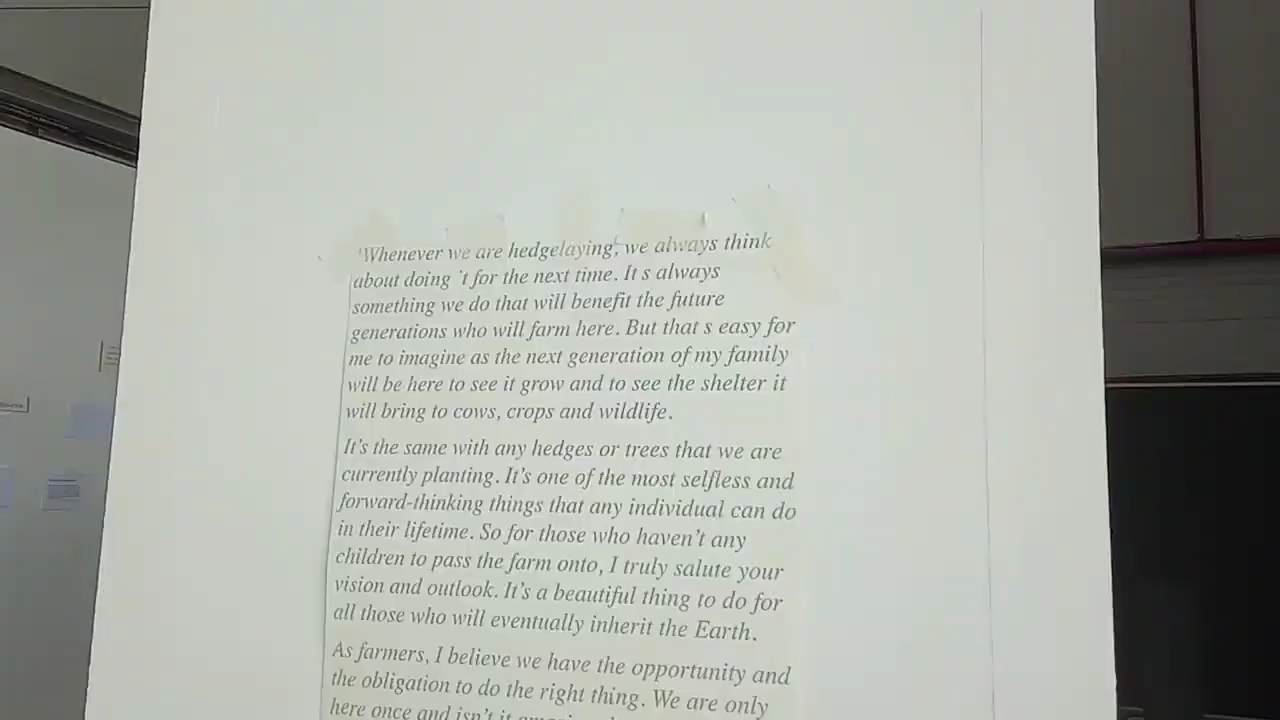 'Whenever we are hedgelaying, we always think
about doing 't for the next time. It s always
something we do that will benefit the future
generations who will farm here. But that s easy for
me to imagine as the next generation of my family
will be here to see it grow and to see the shelter it
will bring to cows, crops and wildlife.
It's the same with any hedges or trees that we are
currently planting. It's one of the most selfless and
forward-thinking things that any individual can do
in their lifetime. So for those who haven't any
children to pass the farm onto, I truly salute your
vision and outlook. It's a beautiful thing to do for
all those who will eventually inherit the Earth.
As farmers, I believe we have the opportunity and
the obligation to do the right thing. We are only
here once and isn't it